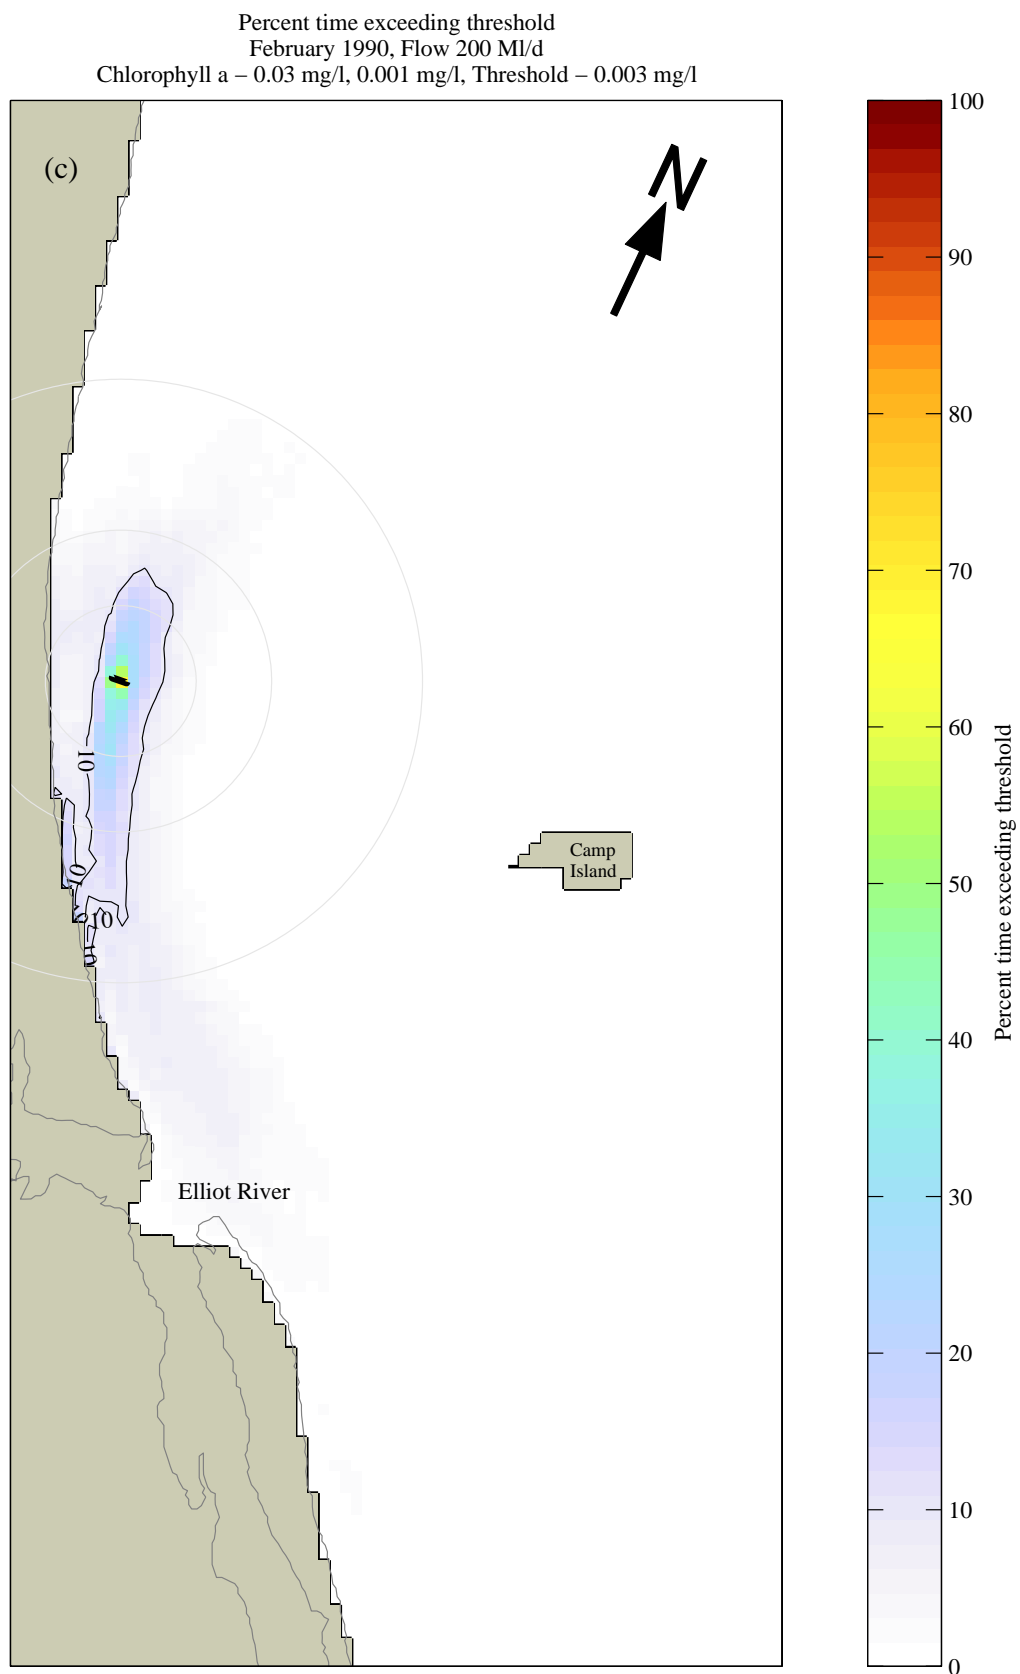 Percent time exceeding threshold
February 1990, Flow 200 Ml/d
Chlorophyll a – 0.03 mg/l, 0.001 mg/l, Threshold – 0.003 mg/l
(c)
N
100
90
80
70
60
50
40
30
20
10
0
Percent time exceeding threshold
10
Camp
Island
10
10
10
Elliot River